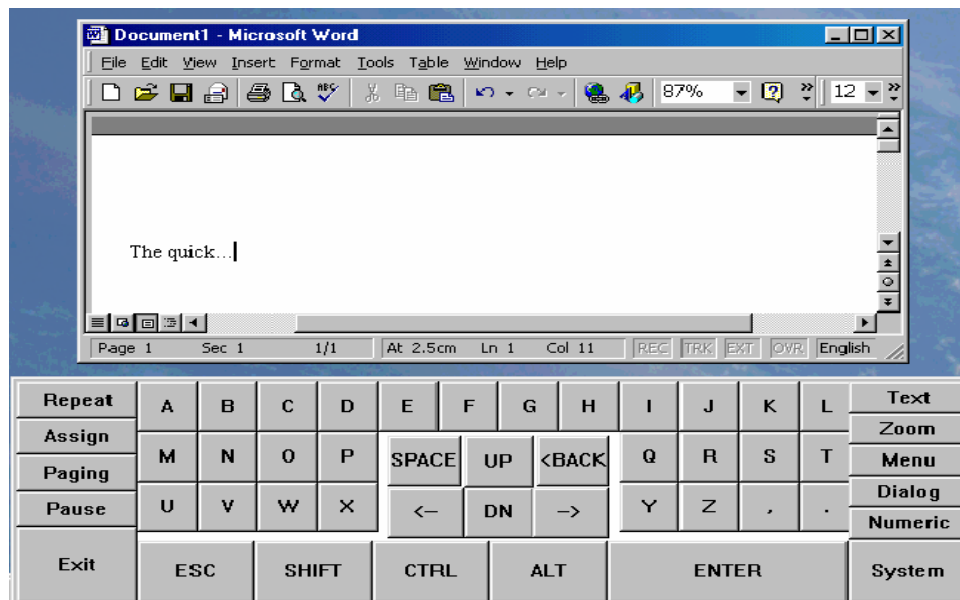 Document1 - Microsoft Word
File Edit View Insert Format Tools Table Window Help
ABC 87% 12
The quick...
Page 1 Sec 1 1/1 At 2.5cm Ln 1 Col 11 REC TRK EXT OVR English
Repeat A B C D E F G H I J K L Text
Assign Zoom
M N O P SPACE UP <BACK Q R S T Menu
Paging
Dialog
Pause U V W X <– DN –> Y Z , . Numeric
Exit ESC SHIFT CTRL ALT ENTER System